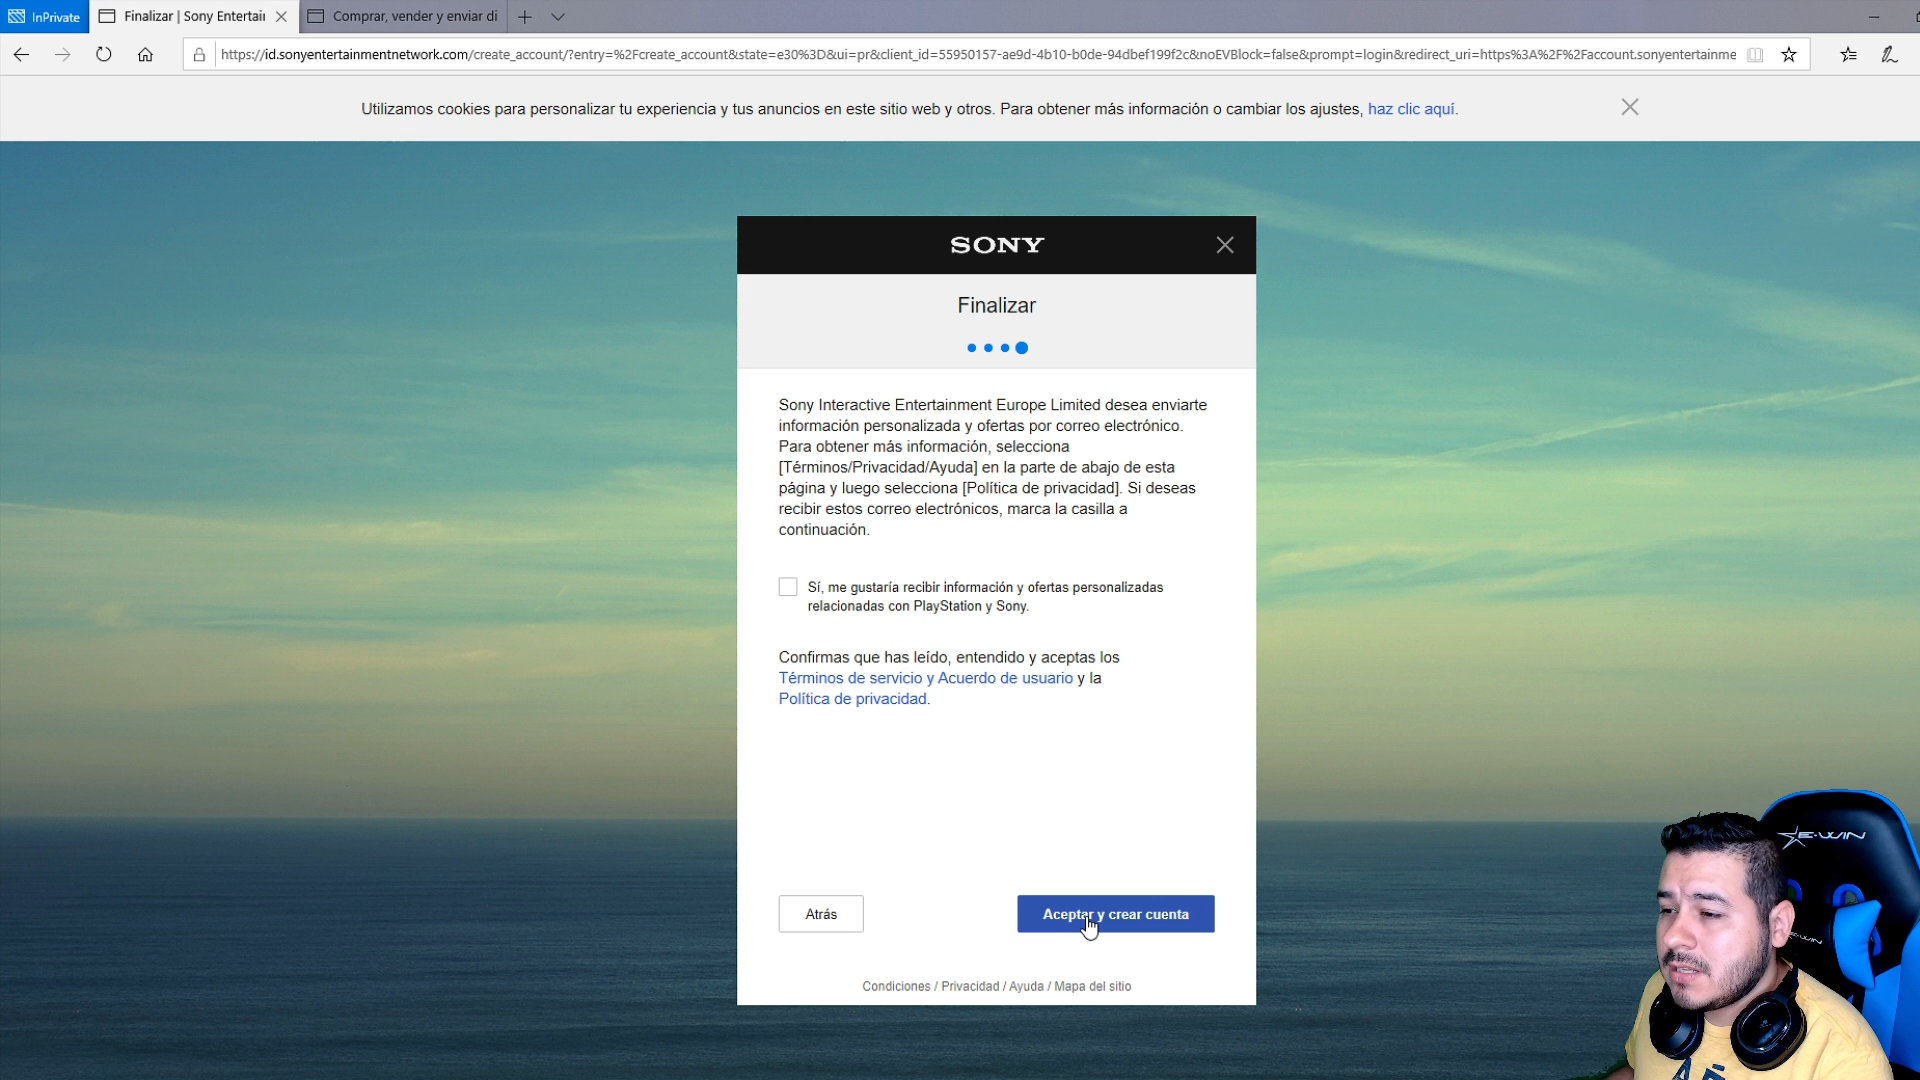 InPrivate
Finalizar | Sony Entertai
Comprar, vender y enviar di
https://id.sonyentertainmentnetwork.com/create_account/?entry=%2Fcreate_account&state=e30%3D&ui=pr&client_id=55950157-ae9d-4b10-b0de-94dbef199f2c&noEVBlock=false&prompt=login&redirect_uri=https%3A%2F%2Faccount.sonyentertainme
Utilizamos cookies para personalizar tu experiencia y tus anuncios en este sitio web y otros. Para obtener más información o cambiar los ajustes, haz clic aquí.
SONY
Finalizar
Sony Interactive Entertainment Europe Limited desea enviarte
información personalizada y ofertas por correo electrónico.
Para obtener más información, selecciona
[Términos/Privacidad/Ayuda] en la parte de abajo de esta
página y luego selecciona [Política de privacidad]. Si deseas
recibir estos correo electrónicos, marca la casilla a
continuación.
Sí, me gustaría recibir información y ofertas personalizadas
relacionadas con PlayStation y Sony.
Confirmas que has leído, entendido y aceptas los
Términos de servicio y Acuerdo de usuario y la
Política de privacidad.
Atrás
Aceptar y crear cuenta
Condiciones / Privacidad / Ayuda / Mapa del sitio
E-WIN